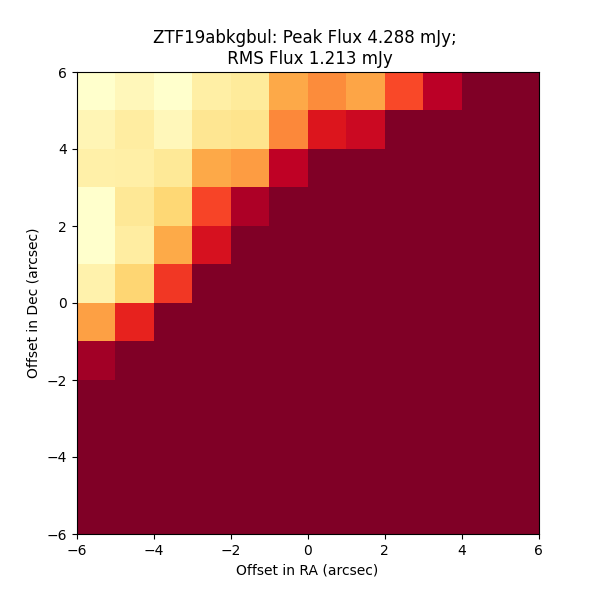 ZTF19abkgbul: Peak Flux 4.288 mJy;
RMS Flux 1.213 mJy
6
4
2
0
−2
−4
−6
Offset in Dec (arcsec)
−6 −4 −2 0 2 4 6
Offset in RA (arcsec)